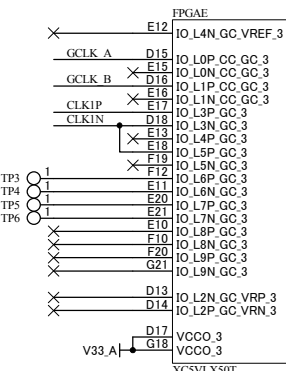 FPGAE
E12 IO_L4N_GC_VREF_3
GCLK_A D15 IO_L0P_CC_GC_3
E15 IO_L0N_CC_GC_3
GCLK_B D16 IO_L1P_CC_GC_3
E16 IO_L1N_CC_GC_3
CLK1P E17 IO_L3P_GC_3
CLK1N D18 IO_L3N_GC_3
E13 IO_L4P_GC_3
E18 IO_L5P_GC_3
F19 IO_L5N_GC_3
TP3 1 F12 IO_L6P_GC_3
TP4 1 E11 IO_L6N_GC_3
TP5 1 E20 IO_L7P_GC_3
TP6 1 E21 IO_L7N_GC_3
E10 IO_L8P_GC_3
F10 IO_L8N_GC_3
F20 IO_L9P_GC_3
G21 IO_L9N_GC_3
D13 IO_L2N_GC_VRP_3
D14 IO_L2P_GC_VRN_3
D17 VCCO_3
V33_A G18 VCCO_3
XC5VLX50T